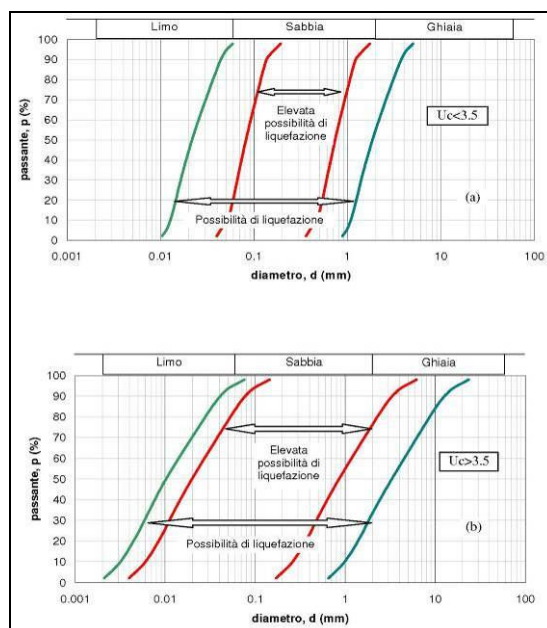 Limo Sabbia Ghiaia
100
90
80
70
60
50
40
30
20
10
0
passante, p (%)
Elevata
possibilità di
liquefazione
Uc<3.5
Possibilità di liquefazione
(a)
0.001 0.01 0.1 1 10 100
diametro, d (mm)
Limo Sabbia Ghiaia
100
90
80
70
60
50
40
30
20
10
0
passante, p (%)
Elevata
possibilità di
liquefazione
Uc>3.5
Possibilità di liquefazione
(b)
0.001 0.01 0.1 1 10 100
diametro, d (mm)